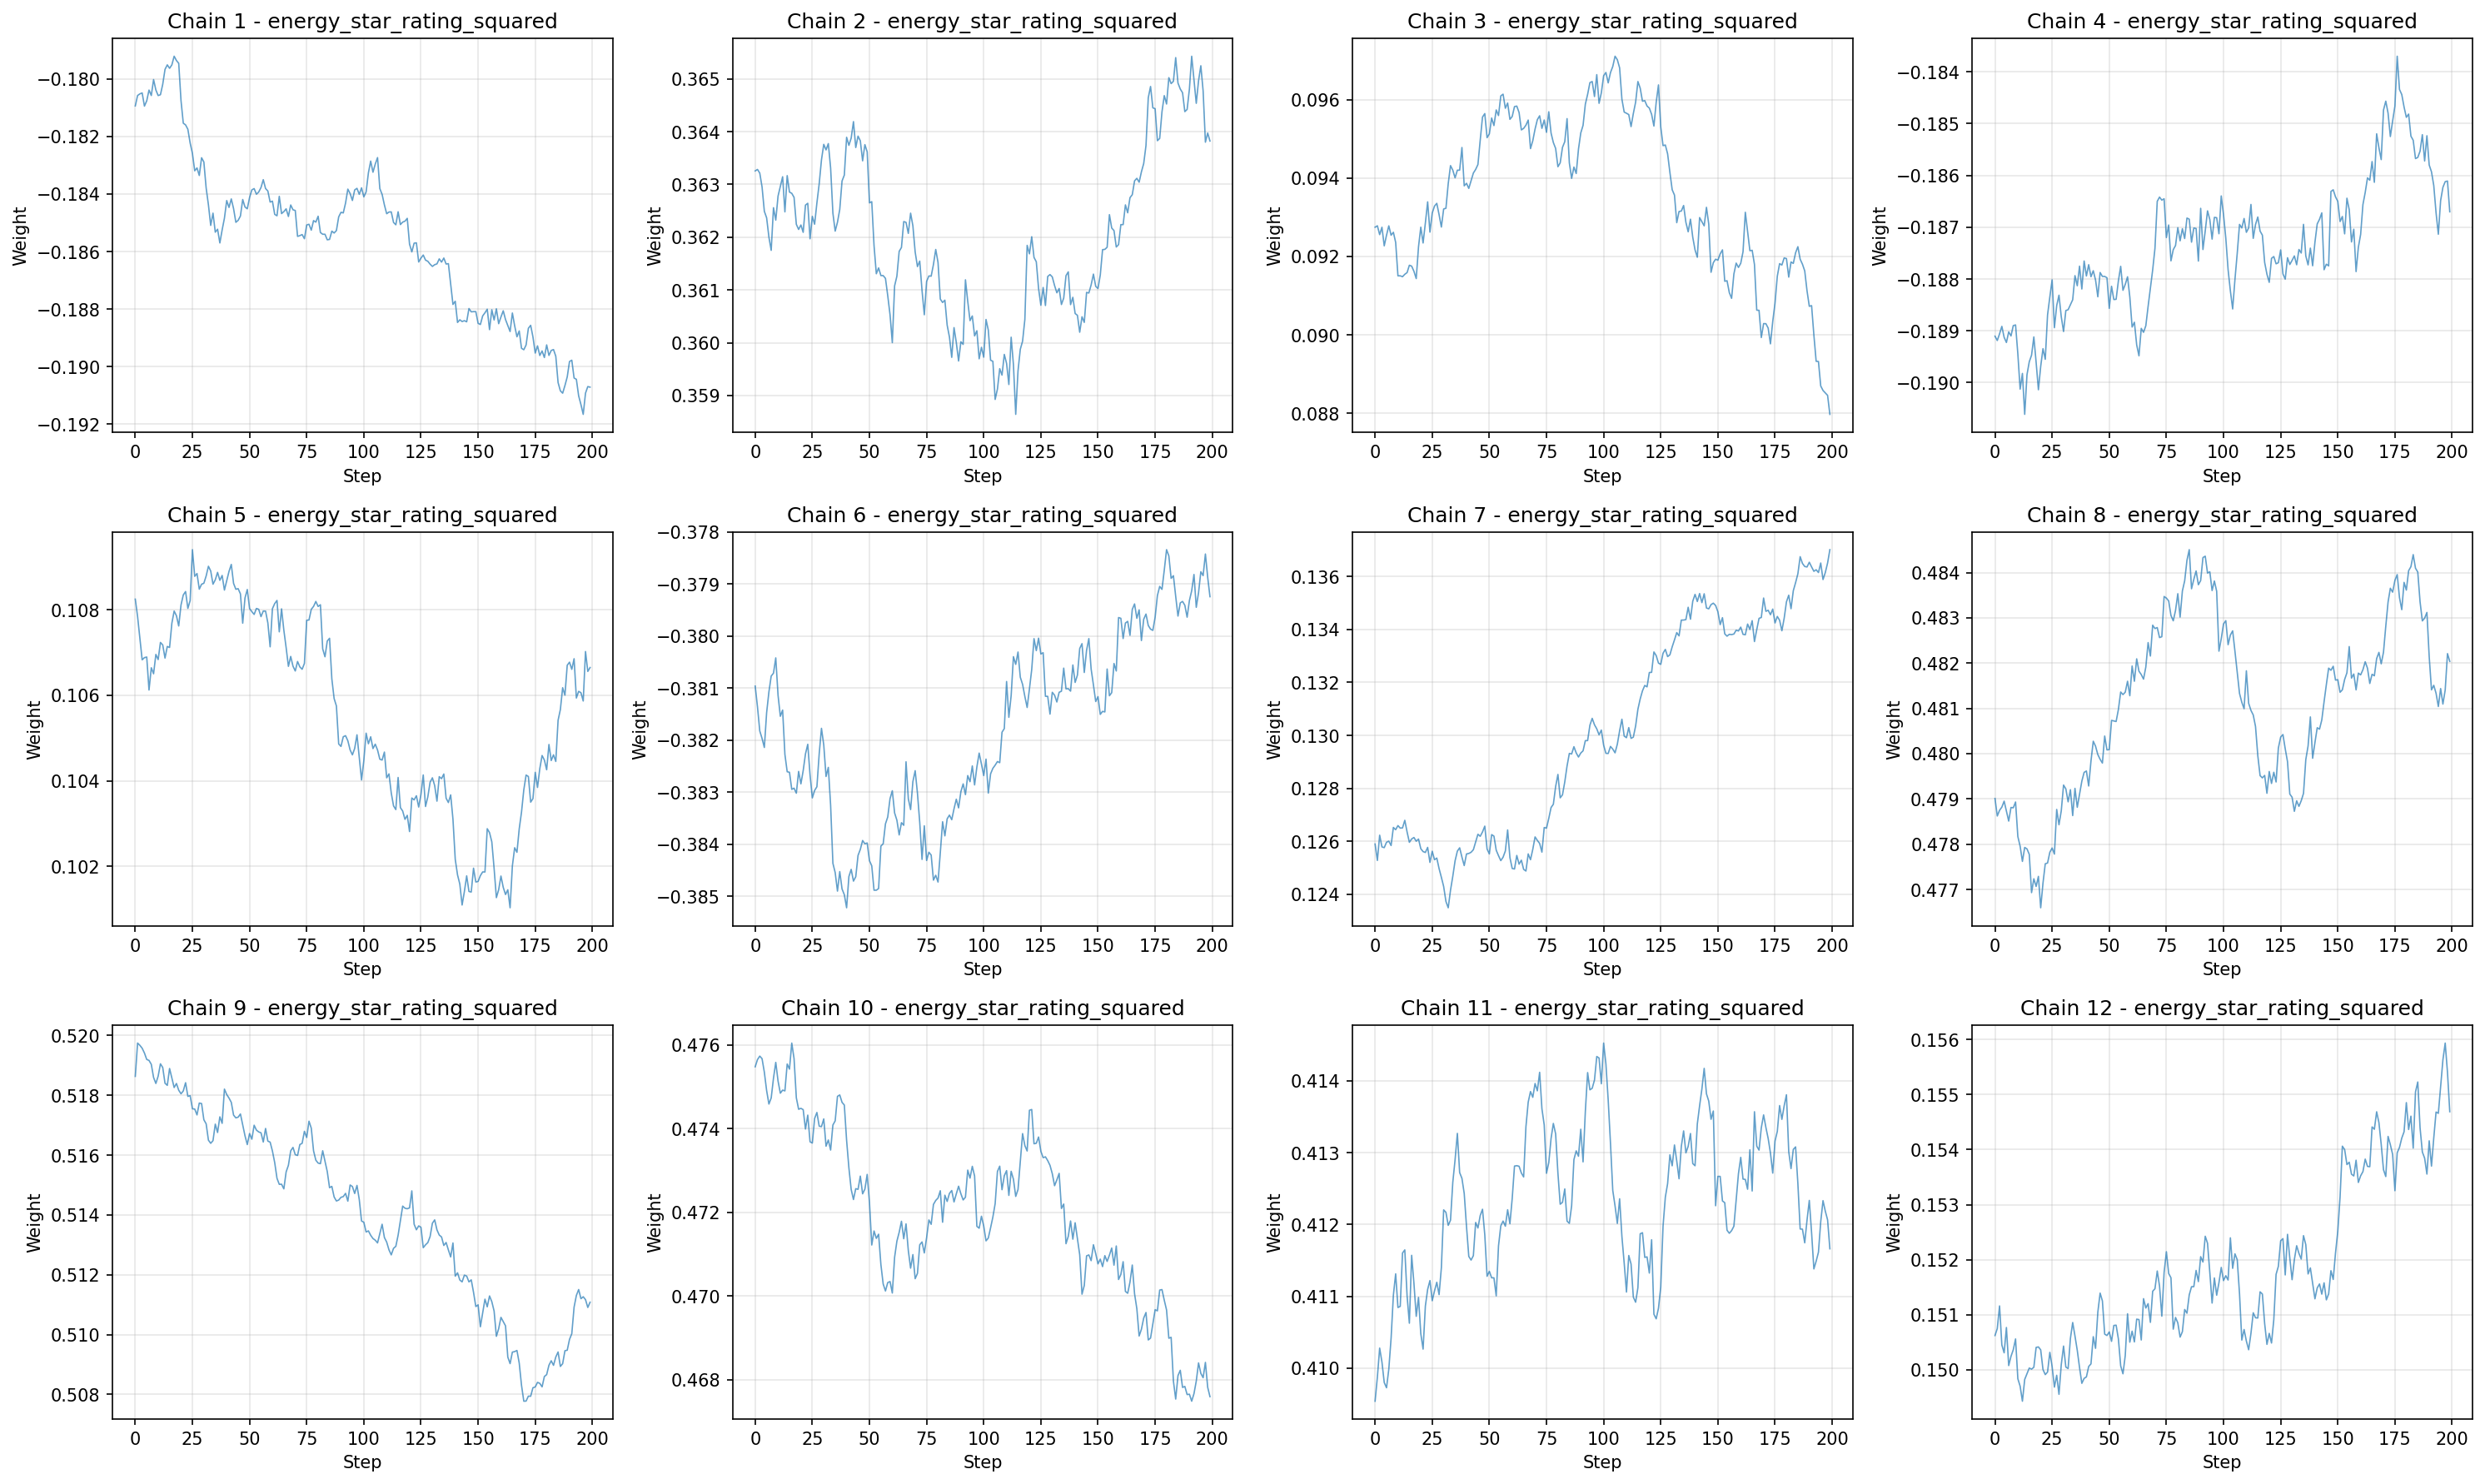 Chain 1 - energy_star_rating_squared
Weight
−0.180
−0.182
−0.184
−0.186
−0.188
−0.190
−0.192
0 25 50 75 100 125 150 175 200
Step
Chain 2 - energy_star_rating_squared
Weight
0.365
0.364
0.363
0.362
0.361
0.360
0.359
0 25 50 75 100 125 150 175 200
Step
Chain 3 - energy_star_rating_squared
Weight
0.096
0.094
0.092
0.090
0.088
0 25 50 75 100 125 150 175 200
Step
Chain 4 - energy_star_rating_squared
Weight
−0.184
−0.185
−0.186
−0.187
−0.188
−0.189
−0.190
0 25 50 75 100 125 150 175 200
Step
Chain 5 - energy_star_rating_squared
Weight
0.108
0.106
0.104
0.102
0 25 50 75 100 125 150 175 200
Step
Chain 6 - energy_star_rating_squared
Weight
−0.378
−0.379
−0.380
−0.381
−0.382
−0.383
−0.384
−0.385
0 25 50 75 100 125 150 175 200
Step
Chain 7 - energy_star_rating_squared
Weight
0.136
0.134
0.132
0.130
0.128
0.126
0.124
0 25 50 75 100 125 150 175 200
Step
Chain 8 - energy_star_rating_squared
Weight
0.484
0.483
0.482
0.481
0.480
0.479
0.478
0.477
0 25 50 75 100 125 150 175 200
Step
Chain 9 - energy_star_rating_squared
Weight
0.520
0.518
0.516
0.514
0.512
0.510
0.508
0 25 50 75 100 125 150 175 200
Step
Chain 10 - energy_star_rating_squared
Weight
0.476
0.474
0.472
0.470
0.468
0 25 50 75 100 125 150 175 200
Step
Chain 11 - energy_star_rating_squared
Weight
0.414
0.413
0.412
0.411
0.410
0 25 50 75 100 125 150 175 200
Step
Chain 12 - energy_star_rating_squared
Weight
0.156
0.155
0.154
0.153
0.152
0.151
0.150
0 25 50 75 100 125 150 175 200
Step